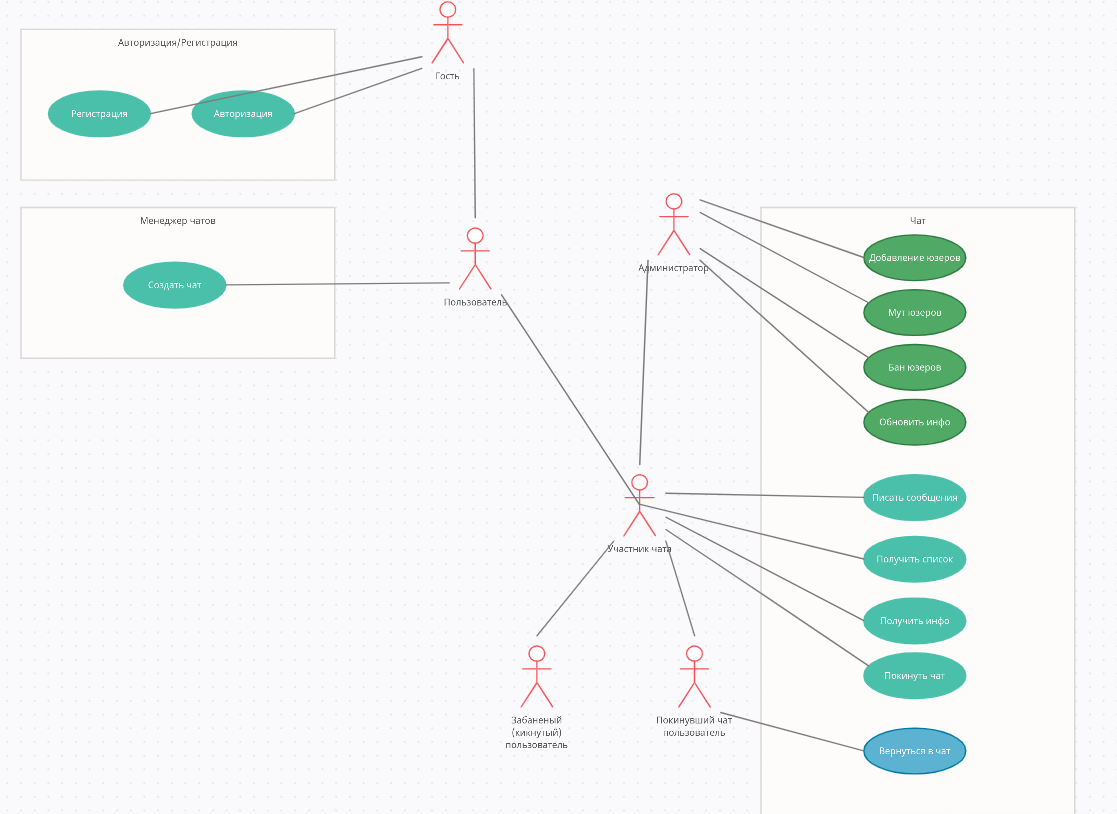 Авторизация/Регистрация
Гость
Регистрация
Авторизация
Менеджер чатов
Создать чат
Пользователь
Администратор
Чат
Добавление юзеров
Мут юзеров
Бан юзеров
Обновить инфо
Писать сообщения
Участник чата
Получить список
Получить инфо
Покинуть чат
Забаненый
(кикнутый)
пользователь
Покинувший чат
пользователь
Вернуться в чат